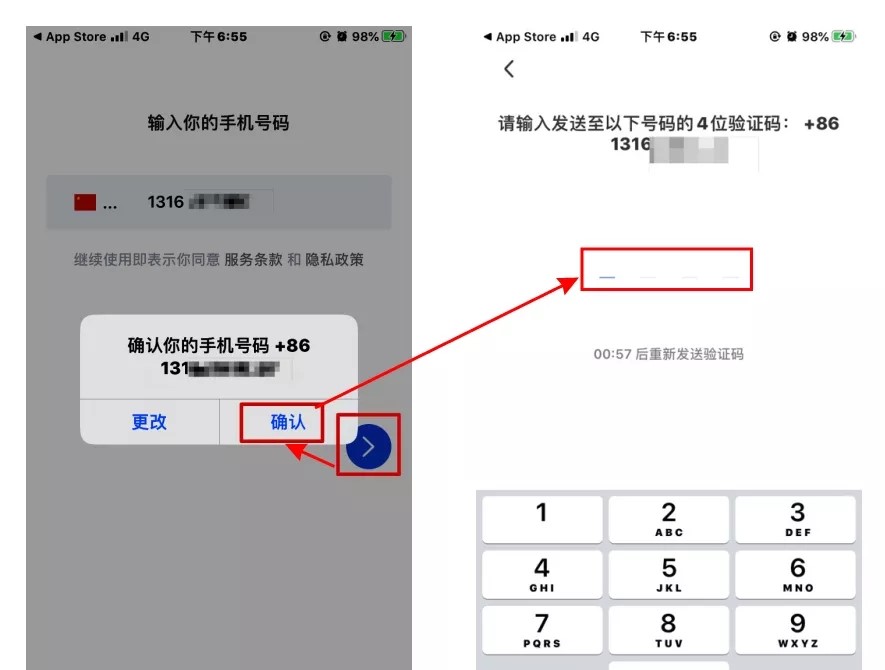 App Store 4G 下午6:55 98%
输入你的手机号码
... 1316
继续使用即表示你同意 服务条款 和 隐私政策
确认你的手机号码 +86
131
更改 确认
App Store 4G 下午6:55 98%
请输入发送至以下号码的4位验证码： +86
1316
00:57 后重新发送验证码
1 2 3
ABC DEF
4 5 6
GHI JKL MNO
7 8 9
PQRS TUV WXYZ